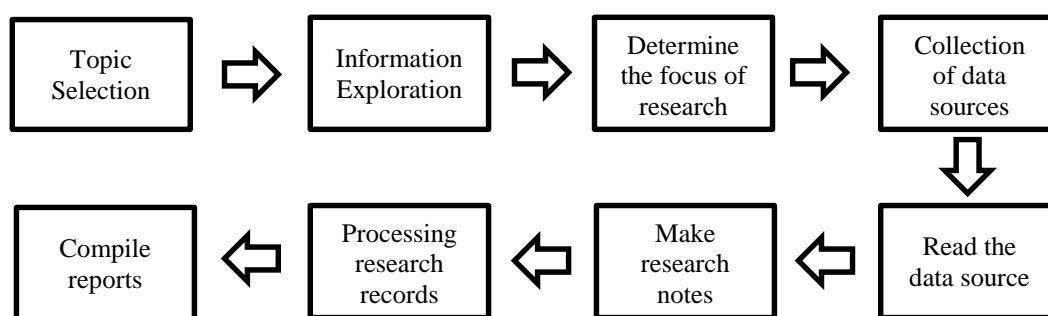 Topic
Selection
Information
Exploration
Determine
the focus of
research
Collection
of data
sources
Read the
data source
Make
research
notes
Processing
research
records
Compile
reports